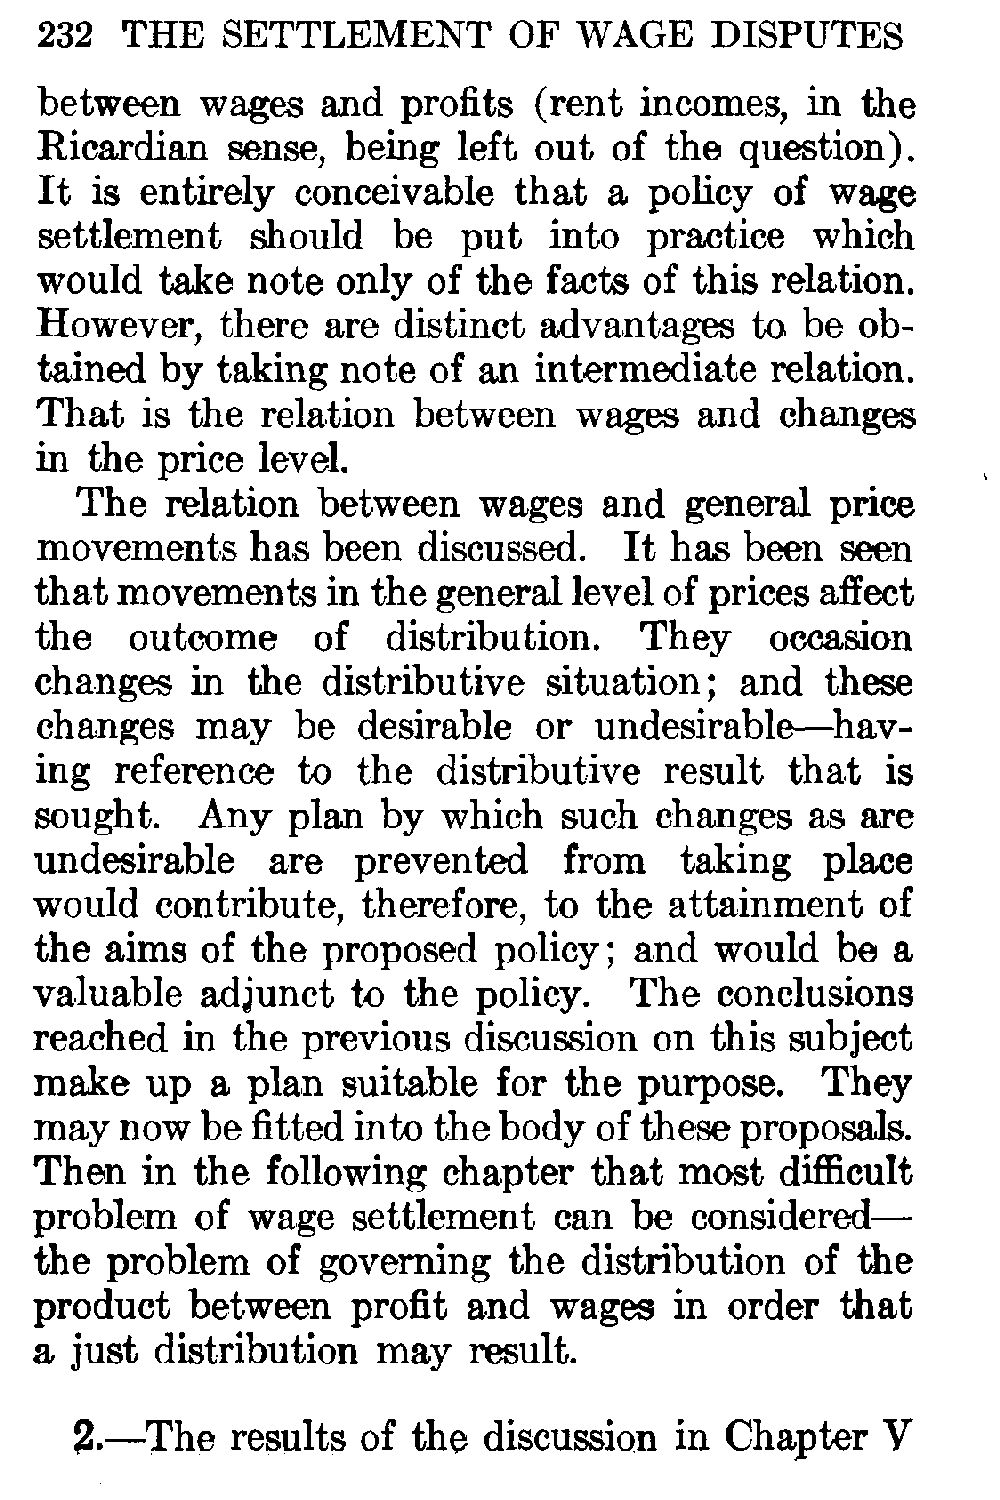 232 THE SETTLEMENT OF WAGE DISPUTES
between wages and profits (rent incomes, in the
Ricardian sense, being left out of the question).
It is entirely conceivable that a policy of wage
settlement should be put into practice which
would take note only of the facts of this relation.
However, there are distinct advantages to be ob-
tained by taking note of an intermediate relation.
That is the relation between wages and changes
in the price level.
The relation between wages and general price
movements has been discussed. It has been seen
that movements in the general level of prices affect
the outcome of distribution. They occasion
changes in the distributive situation; and these
changes may be desirable or undesirable—hav-
ing reference to the distributive result that is
sought. Any plan by which such changes as are
undesirable are prevented from taking place
would contribute, therefore, to the attainment of
the aims of the proposed policy; and would be a
valuable adjunct to the policy. The conclusions
reached in the previous discussion on this subject
make up a plan suitable for the purpose. They
may now be fitted into the body of these proposals.
Then in the following chapter that most difficult
problem of wage settlement can be considered—
the problem of governing the distribution of the
product between profit and wages in order that
a just distribution may result.
2.—The results of the discussion in Chapter V